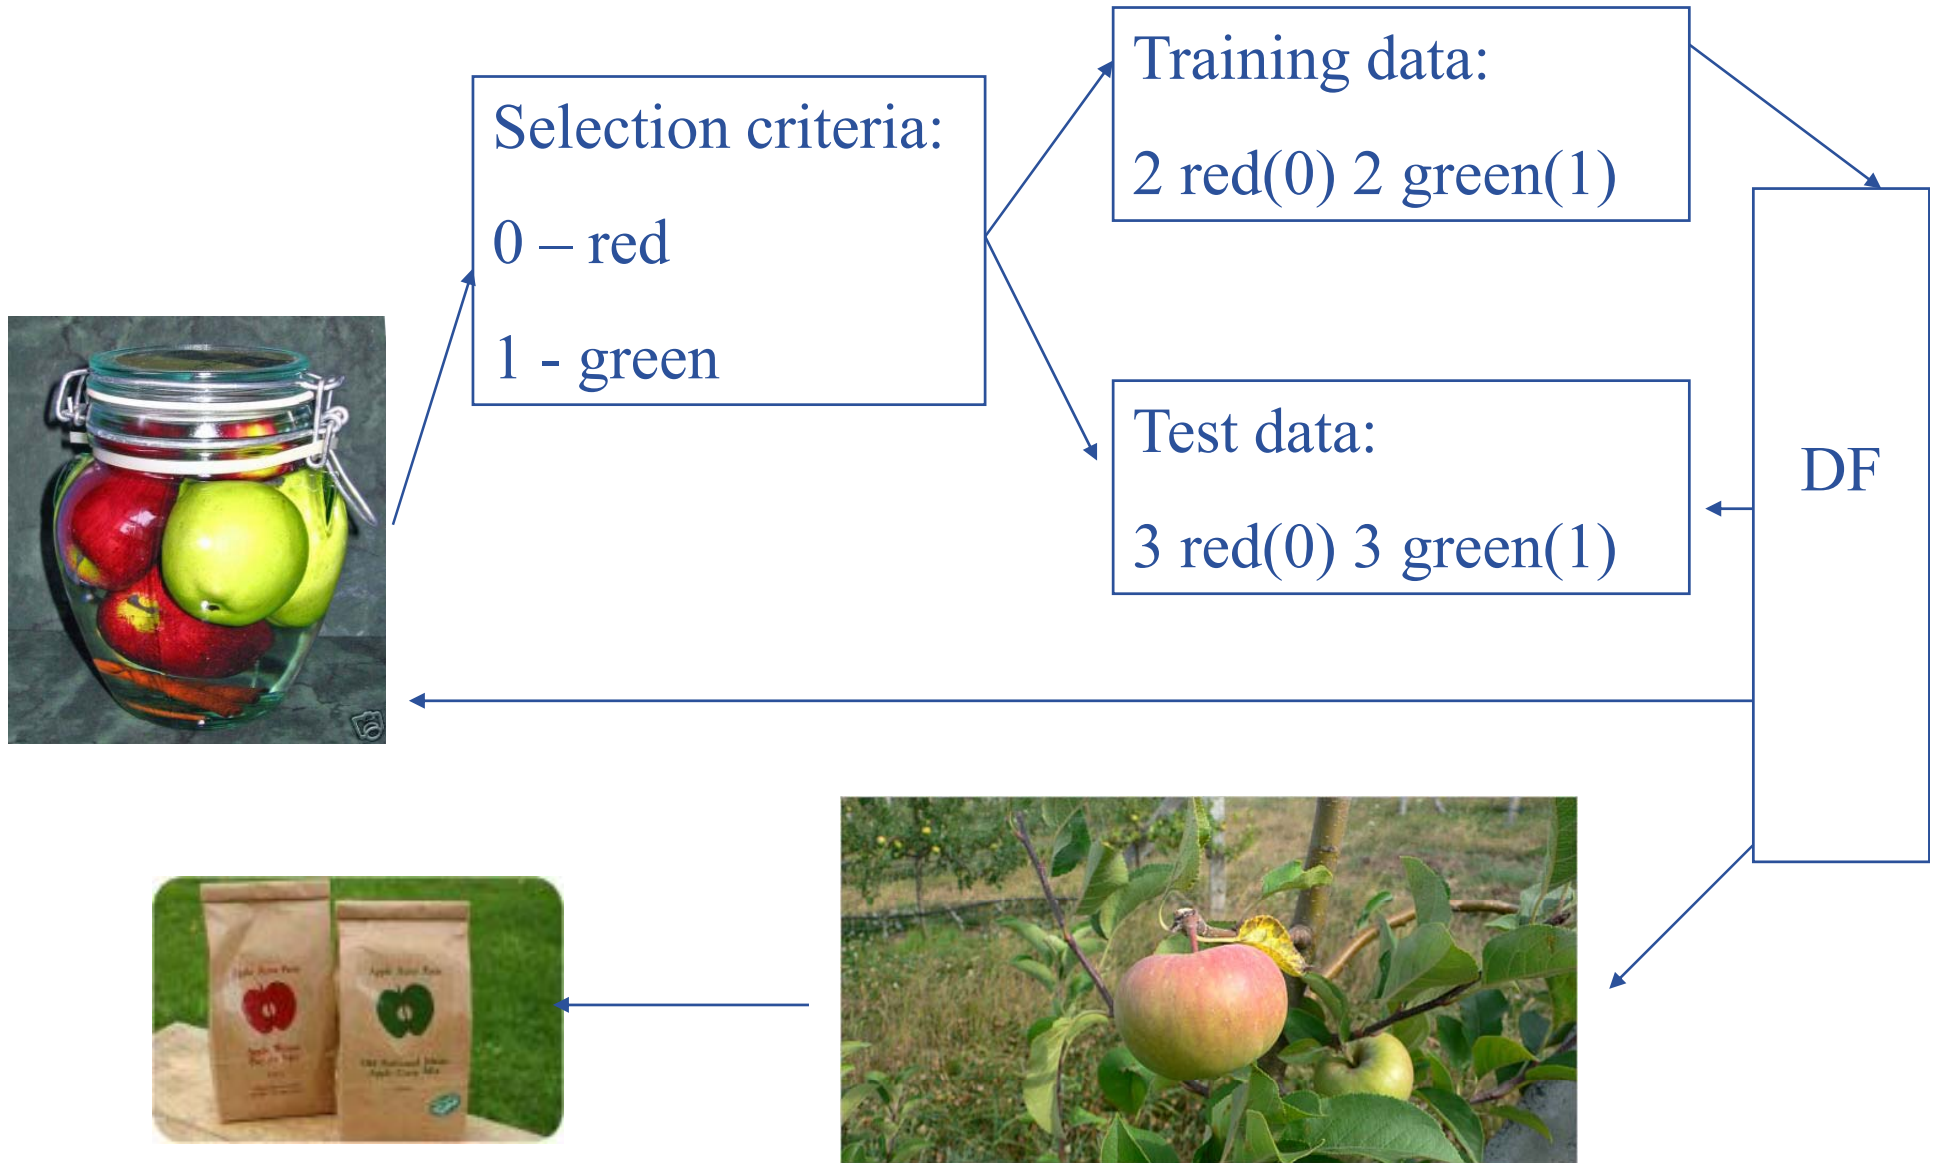 Selection criteria:
0 – red
1 - green
Training data:
2 red(0) 2 green(1)
Test data:
3 red(0) 3 green(1)
DF